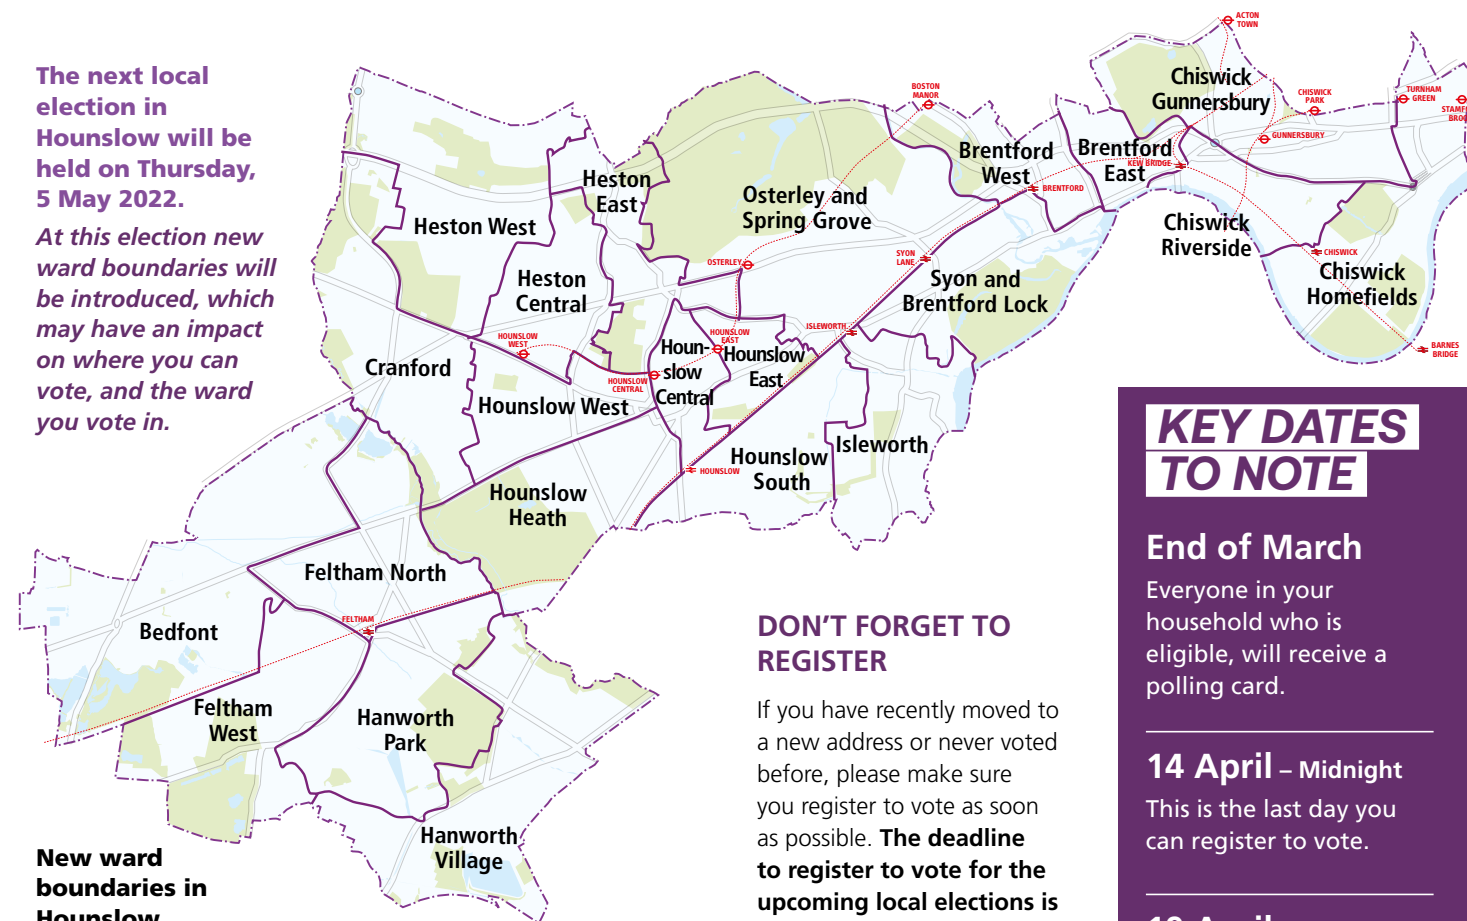 The next local
election in
Hounslow will be
held on Thursday,
5 May 2022.
At this election new
ward boundaries will
be introduced, which
may have an impact
on where you can
vote, and the ward
you vote in.
ACTON
TOWN
Chiswick
Gunnersbury
BOSTON
MANOR
CHISWICK
PARK
TURNHAM
GREEN
GUNNERSBURY
Brentford
West
BRENTFORD
Brentford
East
KEW BRIDGE
Heston
East
Osterley and
Spring Grove
Heston West
Chiswick
Riverside
CHISWICK
Chiswick
Homefields
BARNES
BRIDGE
OSTERLEY
SYON
LANE
Syon and
Brentford Lock
Heston
Central
HOUNSLOW
WEST
HOUNSLOW
EAST
ISLEWORTH
Houn-
slow
Central
Hounslow
East
HOUNSLOW
CENTRAL
Cranford
Hounslow West
Isleworth
Hounslow
South
HOUNSLOW
Hounslow
Heath
Feltham North
FELTHAM
Bedfont
Feltham
West
Hanworth
Park
Hanworth
Village
New ward
boundaries in
Hounslow
DON'T FORGET TO
REGISTER
If you have recently moved to
a new address or never voted
before, please make sure
you register to vote as soon
as possible. The deadline
to register to vote for the
upcoming local elections is
KEY DATES
TO NOTE
End of March
Everyone in your
household who is
eligible, will receive a
polling card.
14 April – Midnight
This is the last day you
can register to vote.